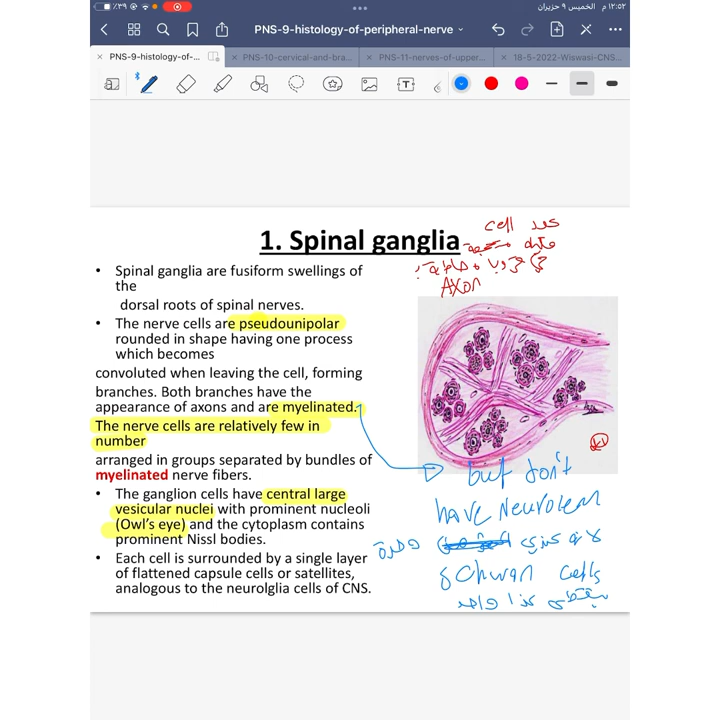 ٣٩٪
١٢:٥٢ م الخميس ٩ حزيران
PNS-9-histology-of-peripheral-nerve
PNS-9-histology-of-...
PNS-10-cervical-and-bra...
PNS-11-nerves-of-upper...
18-5-2022-Wiswasi-CNS...
1. Spinal ganglia
cell
AXON
• Spinal ganglia are fusiform swellings of
the
dorsal roots of spinal nerves.
• The nerve cells are pseudounipolar
rounded in shape having one process
which becomes
convoluted when leaving the cell, forming
branches. Both branches have the
appearance of axons and are myelinated.
The nerve cells are relatively few in
number
arranged in groups separated by bundles of
myelinated nerve fibers.
• The ganglion cells have central large
vesicular nuclei with prominent nucleoli
(Owl’s eye) and the cytoplasm contains
prominent Nissl bodies.
• Each cell is surrounded by a single layer
of flattened capsule cells or satellites,
analogous to the neurolglia cells of CNS.
but don't
have Neurolem
schwan cells